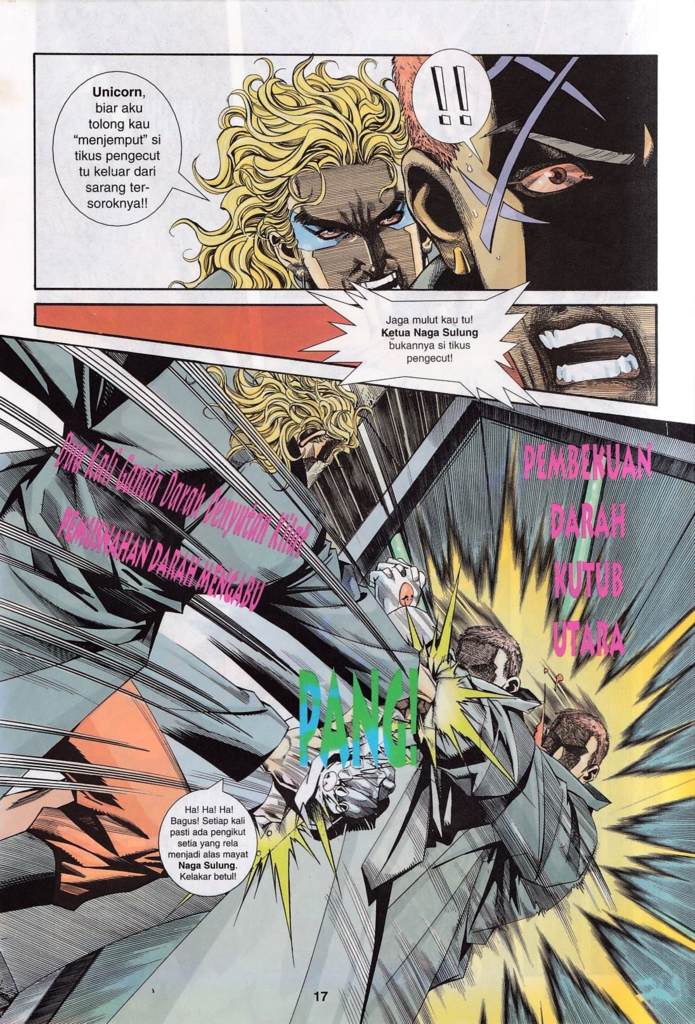 Unicorn,
biar aku
tolong kau
“menjemput” si
tikus pengecut
tu keluar dari
sarang ter-
soroknya!!
!!
Jaga mulut kau tu!
Ketua Naga Sulung
bukannya si tikus
pengecut!
Dua Kali Ganda Darah Denyutan Kilat
PEMUSNAHAN DARAH MENGABU
PEMBEKUAN
DARAH
KUTUB
UTARA
PANG!
Ha! Ha! Ha!
Bagus! Setiap kali
pasti ada pengikut
setia yang rela
menjadi alas mayat
Naga Sulung.
Kelakar betul!
17